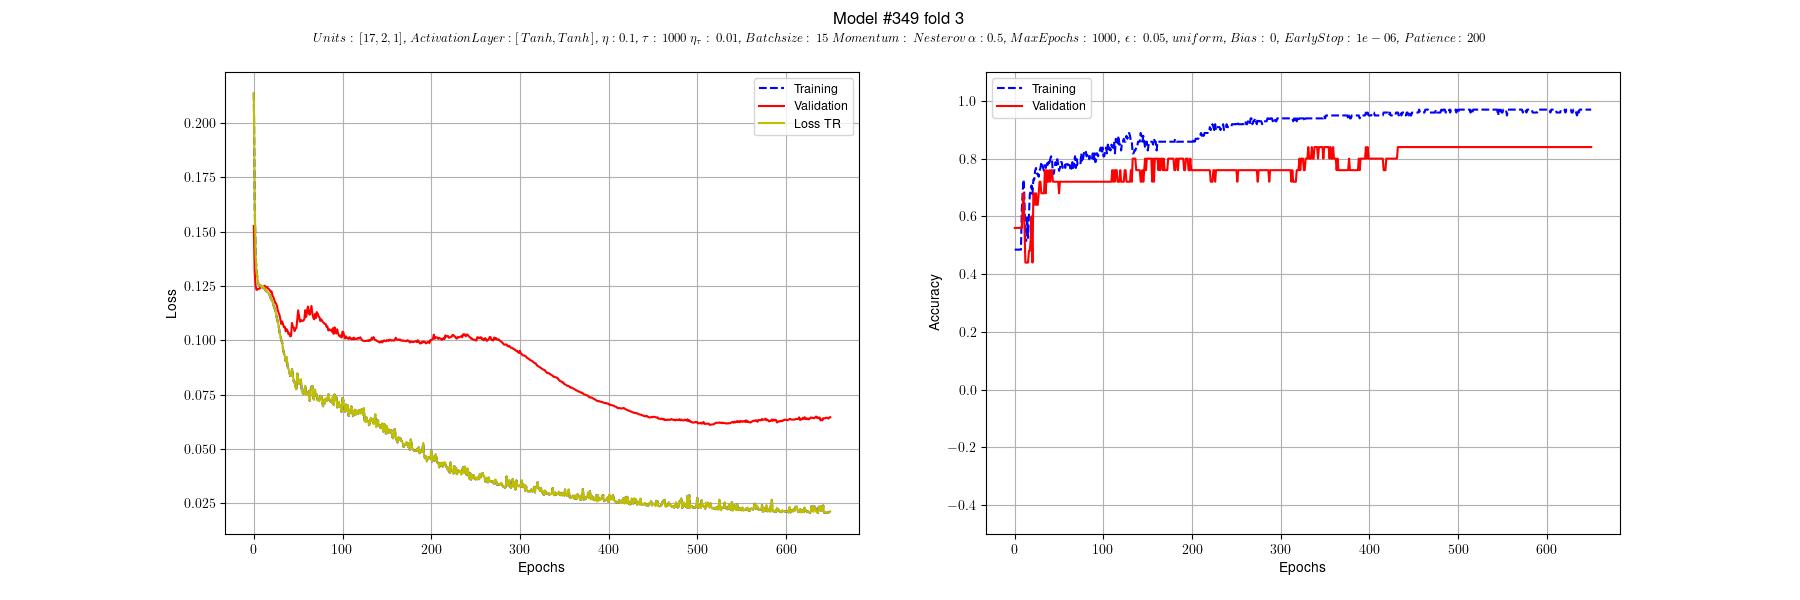 Model #349 fold 3
Units : [17, 2, 1], ActivationLayer : [Tanh, Tanh], η : 0.1, τ : 1000 η_τ : 0.01, Batchsize : 15 Momentum : Nesterov α : 0.5, MaxEpochs : 1000, ϵ : 0.05, uniform, Bias : 0, EarlyStop : 1e − 06, Patience : 200
Training
Validation
Loss TR
0.200
0.175
0.150
0.125
0.100
0.075
0.050
0.025
Loss
0 100 200 300 400 500 600
Epochs
Training
Validation
1.0
0.8
0.6
0.4
0.2
0.0
−0.2
−0.4
Accuracy
0 100 200 300 400 500 600
Epochs